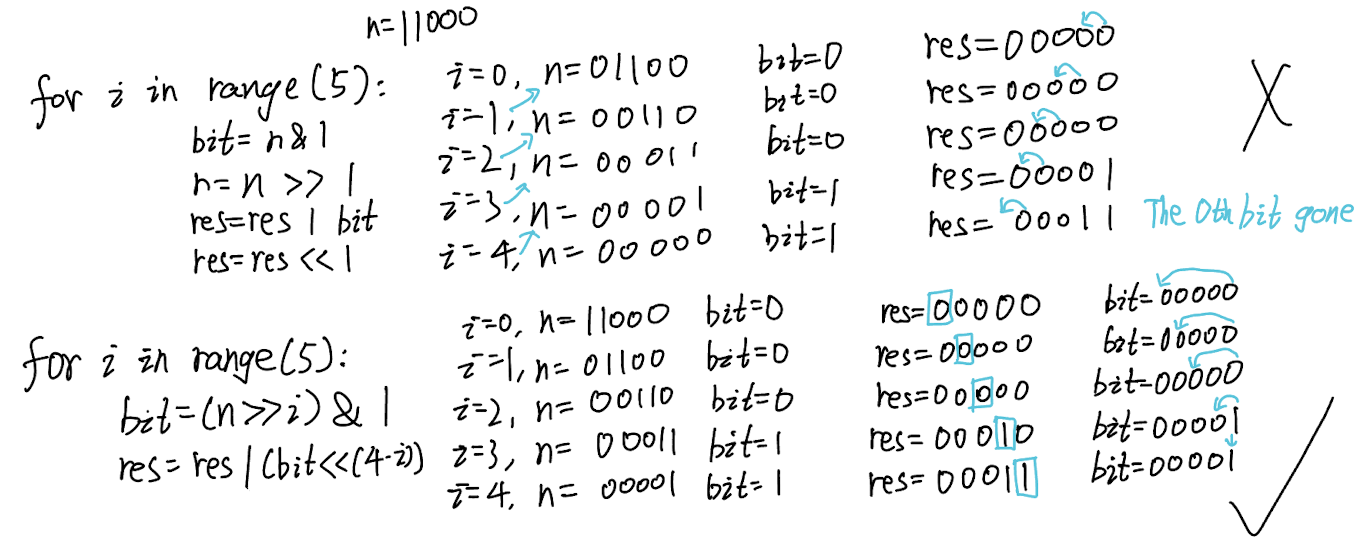 n=11000
for i in range(5): i=0, n=01100 bit=0 res=00000
bit=n&1 i=1, n=00110 bit=0 res=00000
n=n >> 1 i=2, n=00011 bit=0 res=00000
res=res | bit i=3, n=00001 bit=1 res=00001
res=res << 1 i=4, n=00000 bit=1 res=00011 The 0th bit gone
i=0, n=11000 bit=0 res=00000 bit=00000
for i in range(5): i=1, n=01100 bit=0 res=00000 bit=00000
bit=(n>>i) & 1 i=2, n=00110 bit=0 res=00000 bit=00000
res=res | (bit<<(4-i)) i=3, n=00011 bit=1 res=00010 bit=00001
i=4, n=00001 bit=1 res=00011 bit=00001